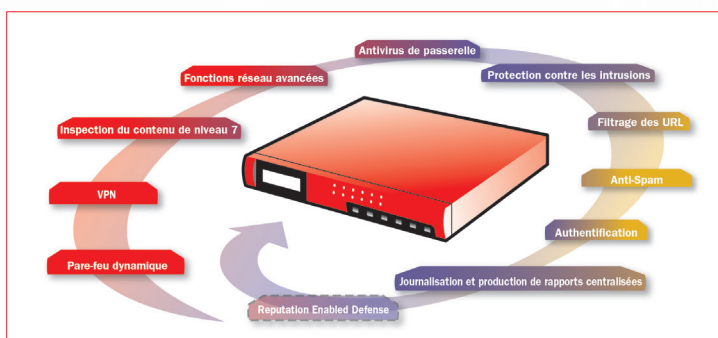 Antivirus de passerelle
Fonctions réseau avancées
Protection contre les intrusions
Inspection du contenu de niveau 7
Filtrage des URL
VPN
Anti-Spam
Authentification
Pare-feu dynamique
Journalisation et production de rapports centralisées
Reputation Enabled Defense